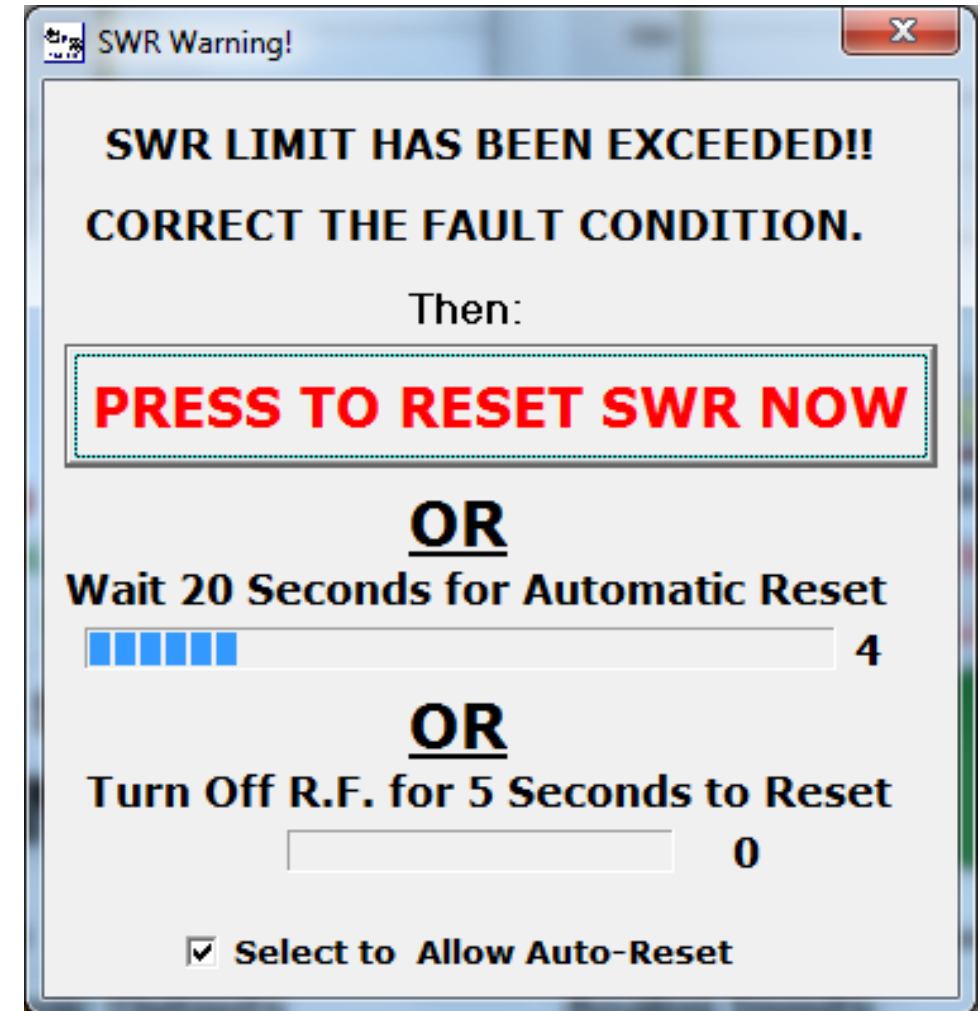 SWR Warning!
SWR LIMIT HAS BEEN EXCEEDED!!
CORRECT THE FAULT CONDITION.
Then:
PRESS TO RESET SWR NOW
OR
Wait 20 Seconds for Automatic Reset
4
OR
Turn Off R.F. for 5 Seconds to Reset
0
Select to Allow Auto-Reset